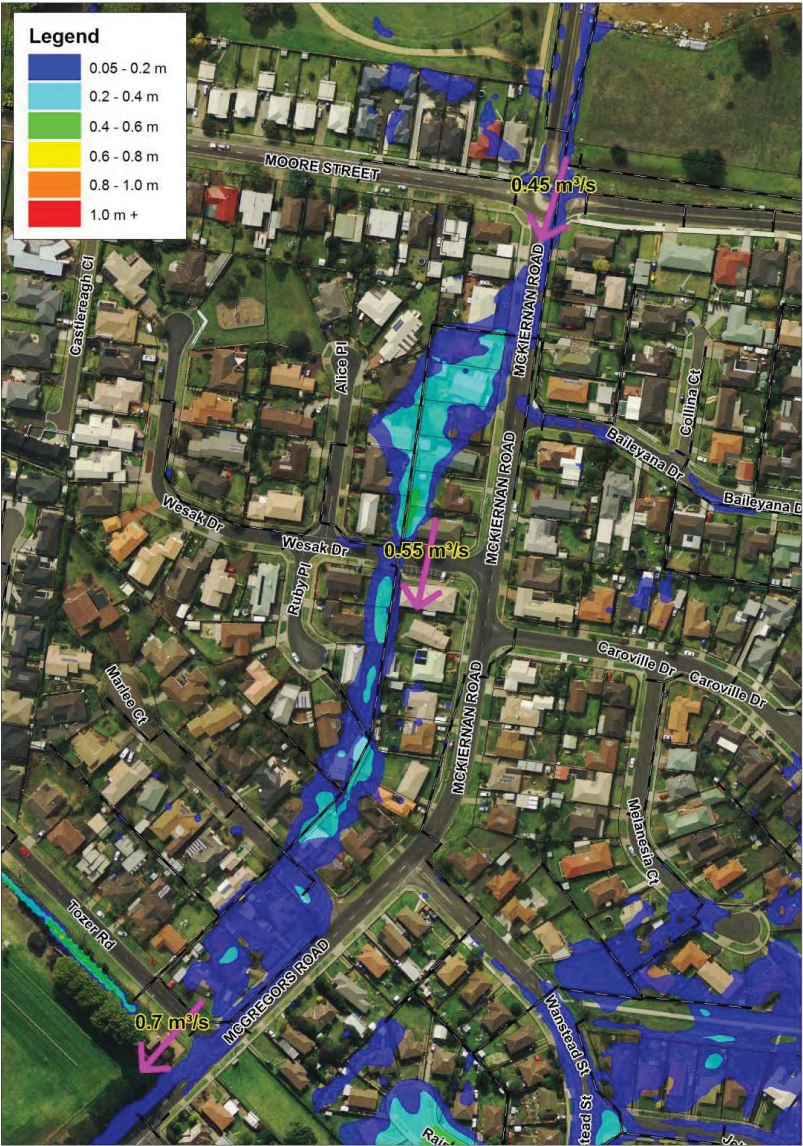 Legend
0.05 - 0.2 m
0.2 - 0.4 m
0.4 - 0.6 m
0.6 - 0.8 m
0.8 - 1.0 m
1.0 m +
MOORE STREET
0.45 m³/s
MCKIERNAN ROAD
Castlereagh Cl
Alice Pl
Collina Ct
MCKIERNAN ROAD
Baileyana Dr
Baileyana D
Wesak Dr
Wesak Dr
0.55 m³/s
Ruby Pl
Caroville Dr
Caroville Dr
Marlee Ct
MCKIERNAN ROAD
Melanesia Ct
Tozer Rd
MCGREGORS ROAD
0.7 m³/s
Wanstead St
tead St